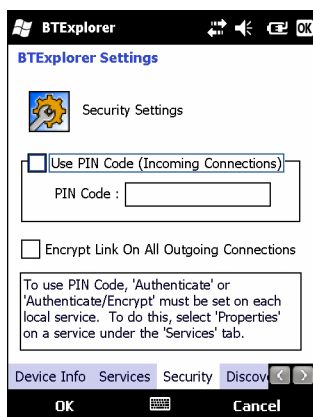 BTExplorer
OK
BTExplorer Settings
Security Settings
Use PIN Code (Incoming Connections)
PIN Code :
Encrypt Link On All Outgoing Connections
To use PIN Code, 'Authenticate' or
'Authenticate/Encrypt' must be set on each
local service. To do this, select 'Properties'
on a service under the 'Services' tab.
Device Info Services Security Discov
OK Cancel